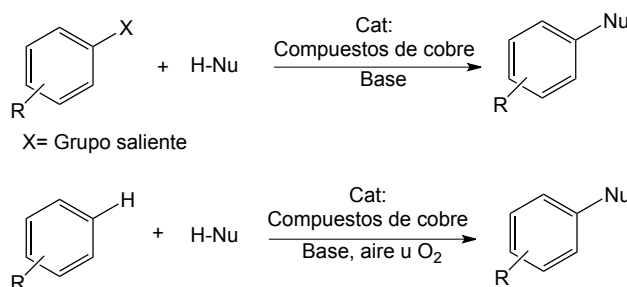 X
Nu
Cat:
Compuestos de cobre
+ H-Nu
Base
R
R
X= Grupo saliente
H
Nu
Cat:
Compuestos de cobre
+ H-Nu
Base, aire u O2
R
R